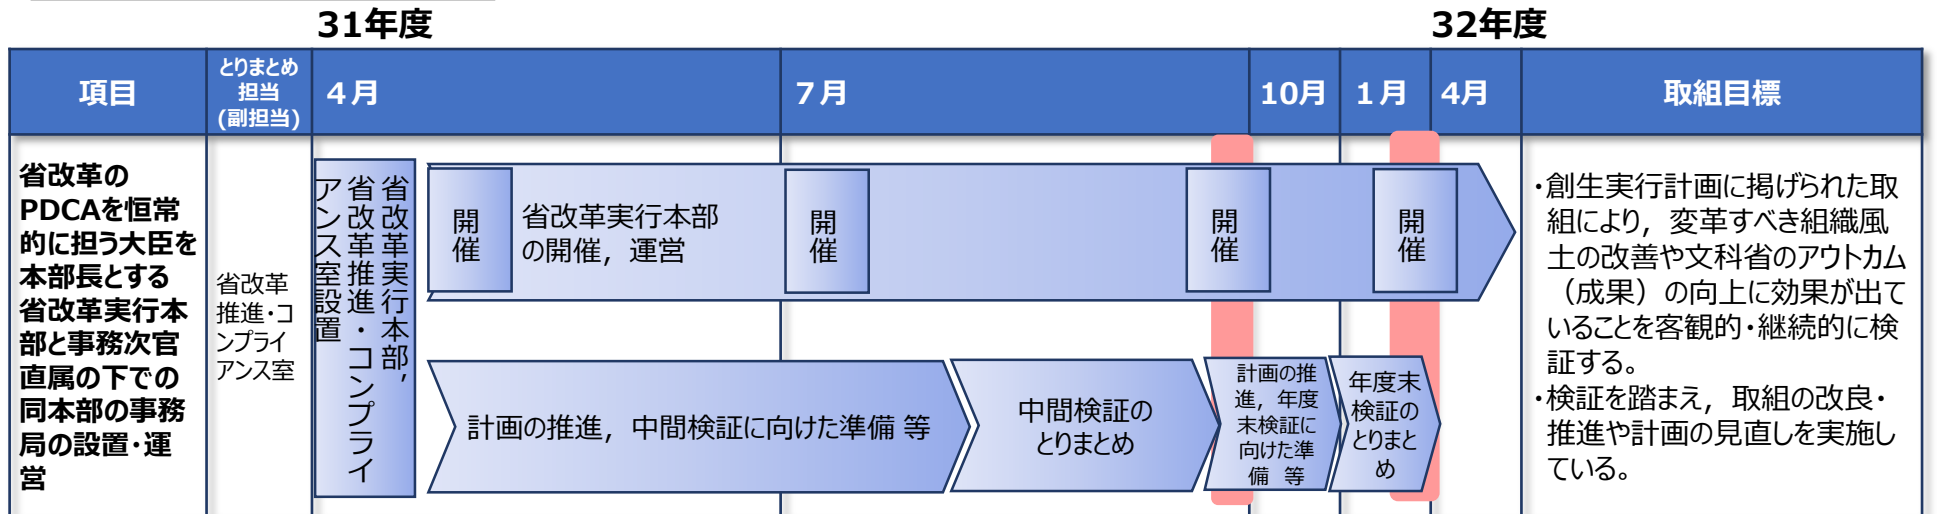 31年度
32年度
項目
とりまとめ
担当
(副担当)
４月
７月
10月
１月
4月
取組目標
省改革の
PDCAを恒常
的に担う大臣を
本部長とする
省改革実行本
部と事務次官
直属の下での
同本部の事務
局の設置・運
営
省改革
推進・コ
ンプライ
アンス室
省改革実行本部，
省改革推進・コンプライ
アンス室設置
開催
省改革実行本部
の開催，運営
開催
開催
開催
計画の推進，中間検証に向けた準備 等
中間検証の
とりまとめ
計画の推
進，年度
末検証に
向けた準
備　等
年度末
検証の
とりまと
め
・創生実行計画に掲げられた取
組により，変革すべき組織風
土の改善や文科省のアウトカム
（成果）の向上に効果が出て
いることを客観的・継続的に検
証する。
・検証を踏まえ，取組の改良・
推進や計画の見直しを実施し
ている。